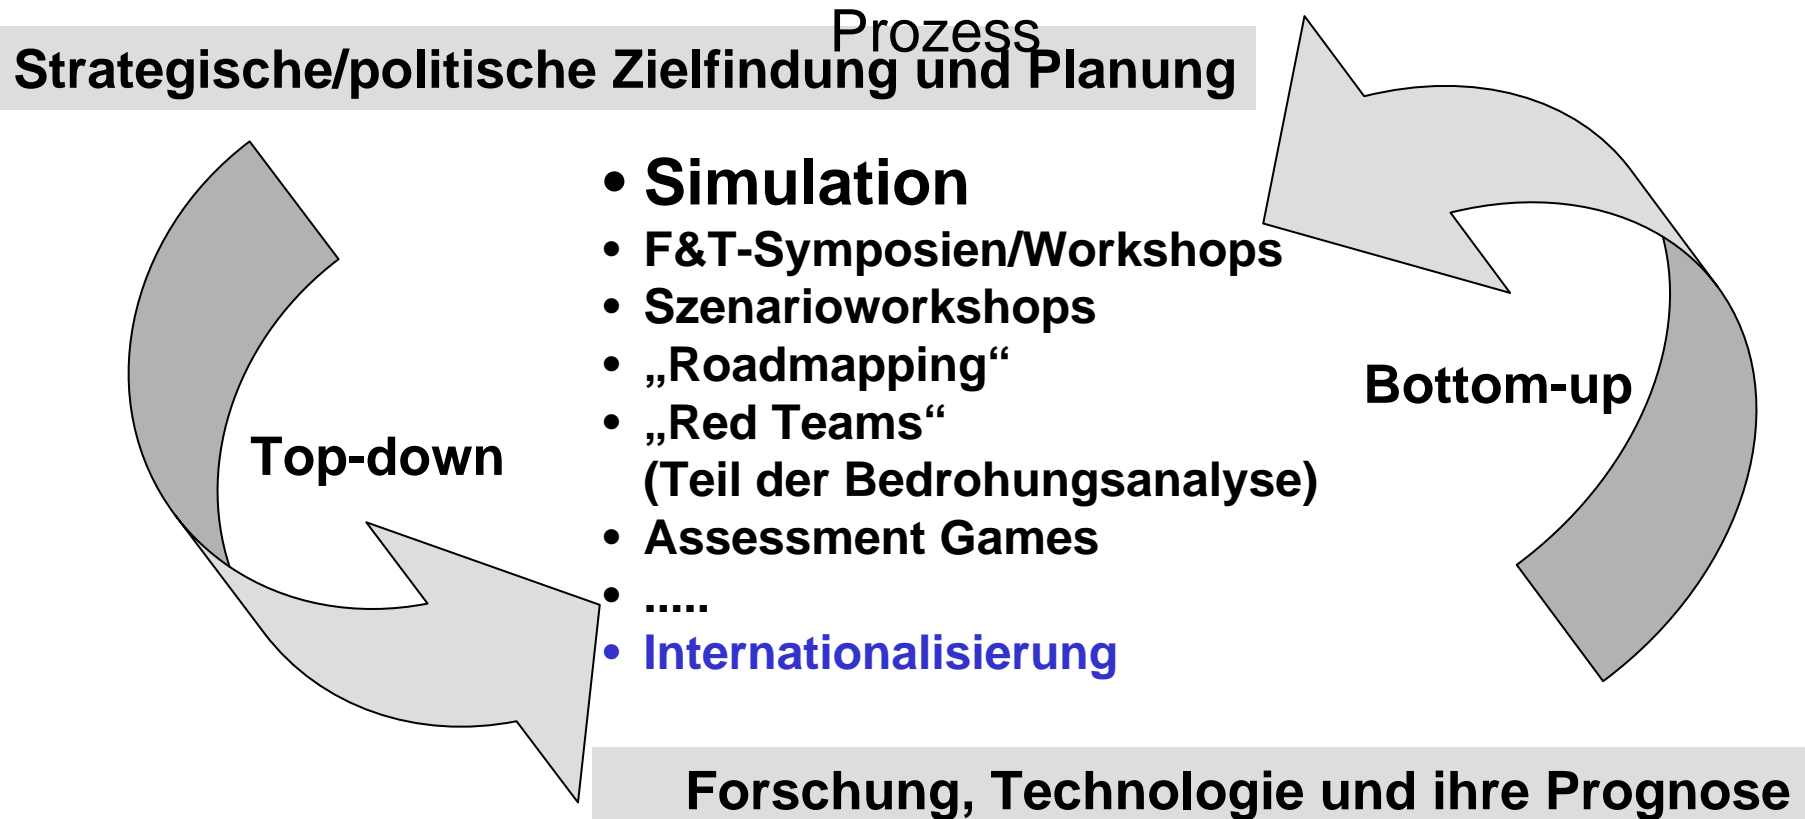 Prozess
Strategische/politische Zielfindung und Planung
• Simulation
• F&T-Symposien/Workshops
• Szenarioworkshops
• „Roadmapping“
• „Red Teams“
(Teil der Bedrohungsanalyse)
• Assessment Games
• .....
• Internationalisierung
Top-down
Bottom-up
Forschung, Technologie und ihre Prognose